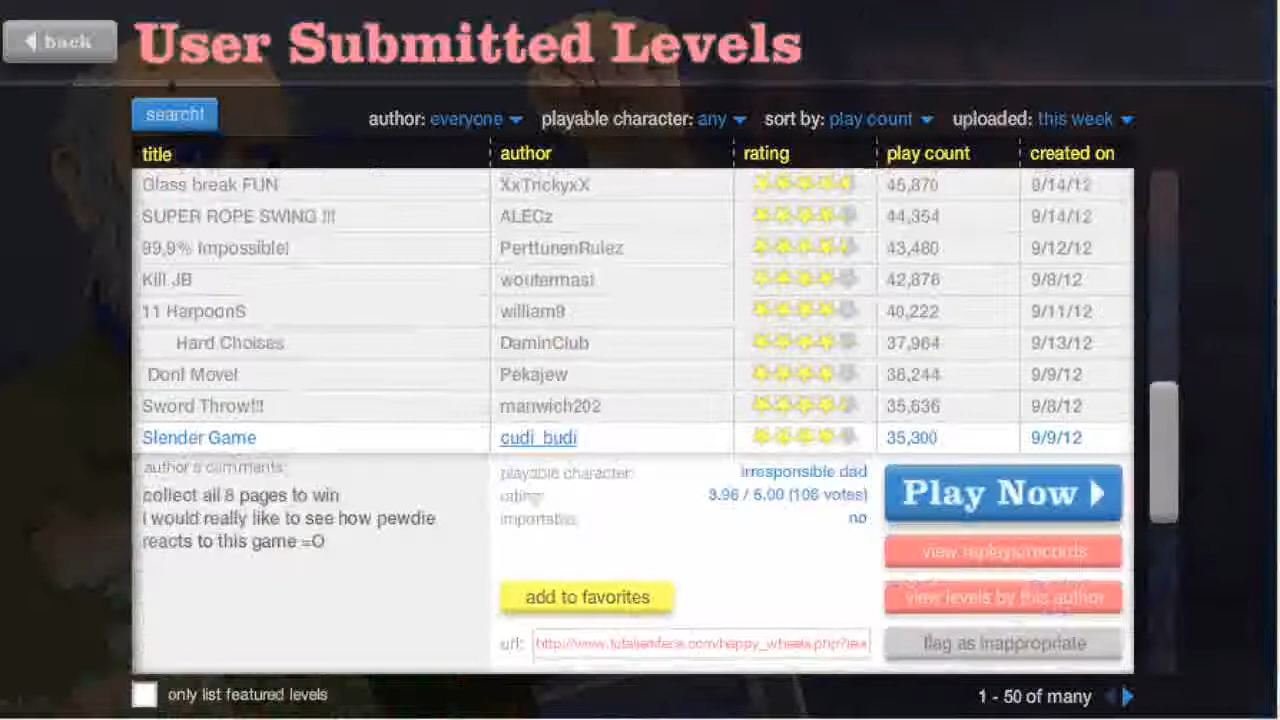 back
User Submitted Levels
search!
author: everyone playable character: any sort by: play count uploaded: this week
title author rating play count created on
Glass break FUN XxTrickyxX 45,870 9/14/12
SUPER ROPE SWING !!! ALECz 44,354 9/14/12
99,9% Impossible! PerttunenRulez 43,460 9/12/12
Kill JB woutermast 42,876 9/8/12
11 HarpoonS william9 40,222 9/11/12
Hard Choises DaminClub 37,964 9/13/12
Dont Move! Pekajew 36,244 9/9/12
Sword Throw!!! manwich202 35,636 9/8/12
Slender Game cudi_budi 35,300 9/9/12
author's comments:
collect all 8 pages to win
i would really like to see how pewdie
reacts to this game =O
playable character: irresponsible dad
rating: 3.96 / 5.00 (106 votes)
importable: no
Play Now
view replays/records
add to favorites
view levels by this author
url: http://www.totaljerkface.com/happy_wheels.php?lev
flag as inappropriate
only list featured levels
1 - 50 of many